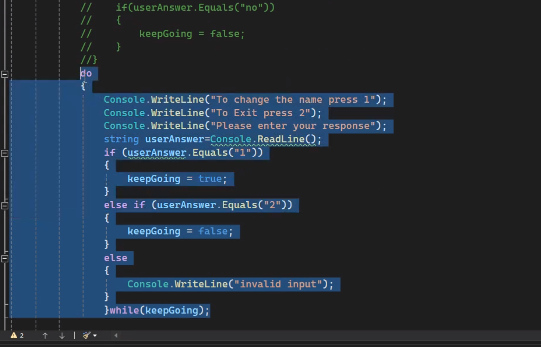 //    if(userAnswer.Equals("no"))
//    {
//        keepGoing = false;
//    }
//}
do
{
    Console.WriteLine("To change the name press 1");
    Console.WriteLine("To Exit press 2");
    Console.WriteLine("Please enter your response");
    string userAnswer=Console.ReadLine();
    if (userAnswer.Equals("1"))
    {
        keepGoing = true;
    }
    else if (userAnswer.Equals("2"))
    {
        keepGoing = false;
    }
    else
    {
        Console.WriteLine("invalid input");
    }
}while(keepGoing);
2